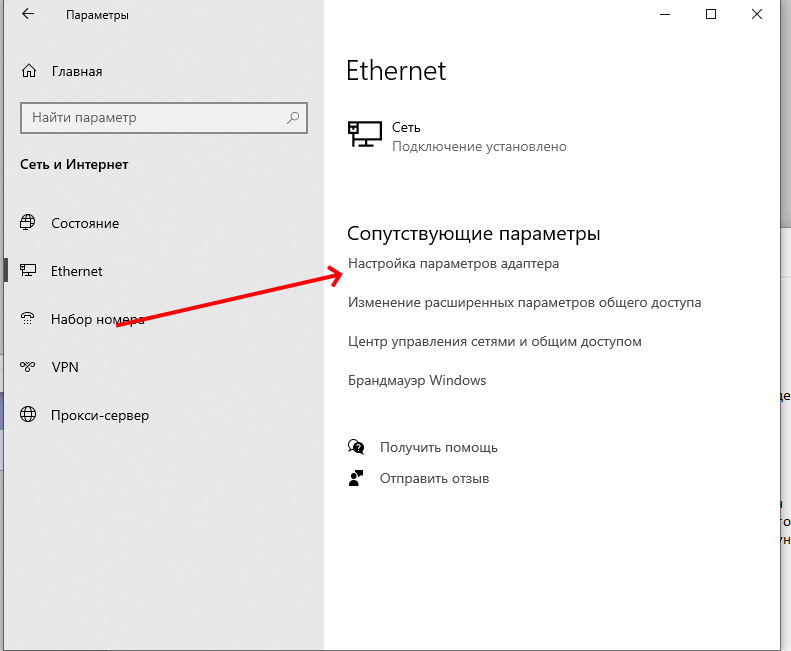 Параметры
Главная
Найти параметр
Сеть и Интернет
Состояние
Ethernet
Набор номера
VPN
Прокси-сервер
Ethernet
Сеть
Подключение установлено
Сопутствующие параметры
Настройка параметров адаптера
Изменение расширенных параметров общего доступа
Центр управления сетями и общим доступом
Брандмауэр Windows
Получить помощь
Отправить отзыв